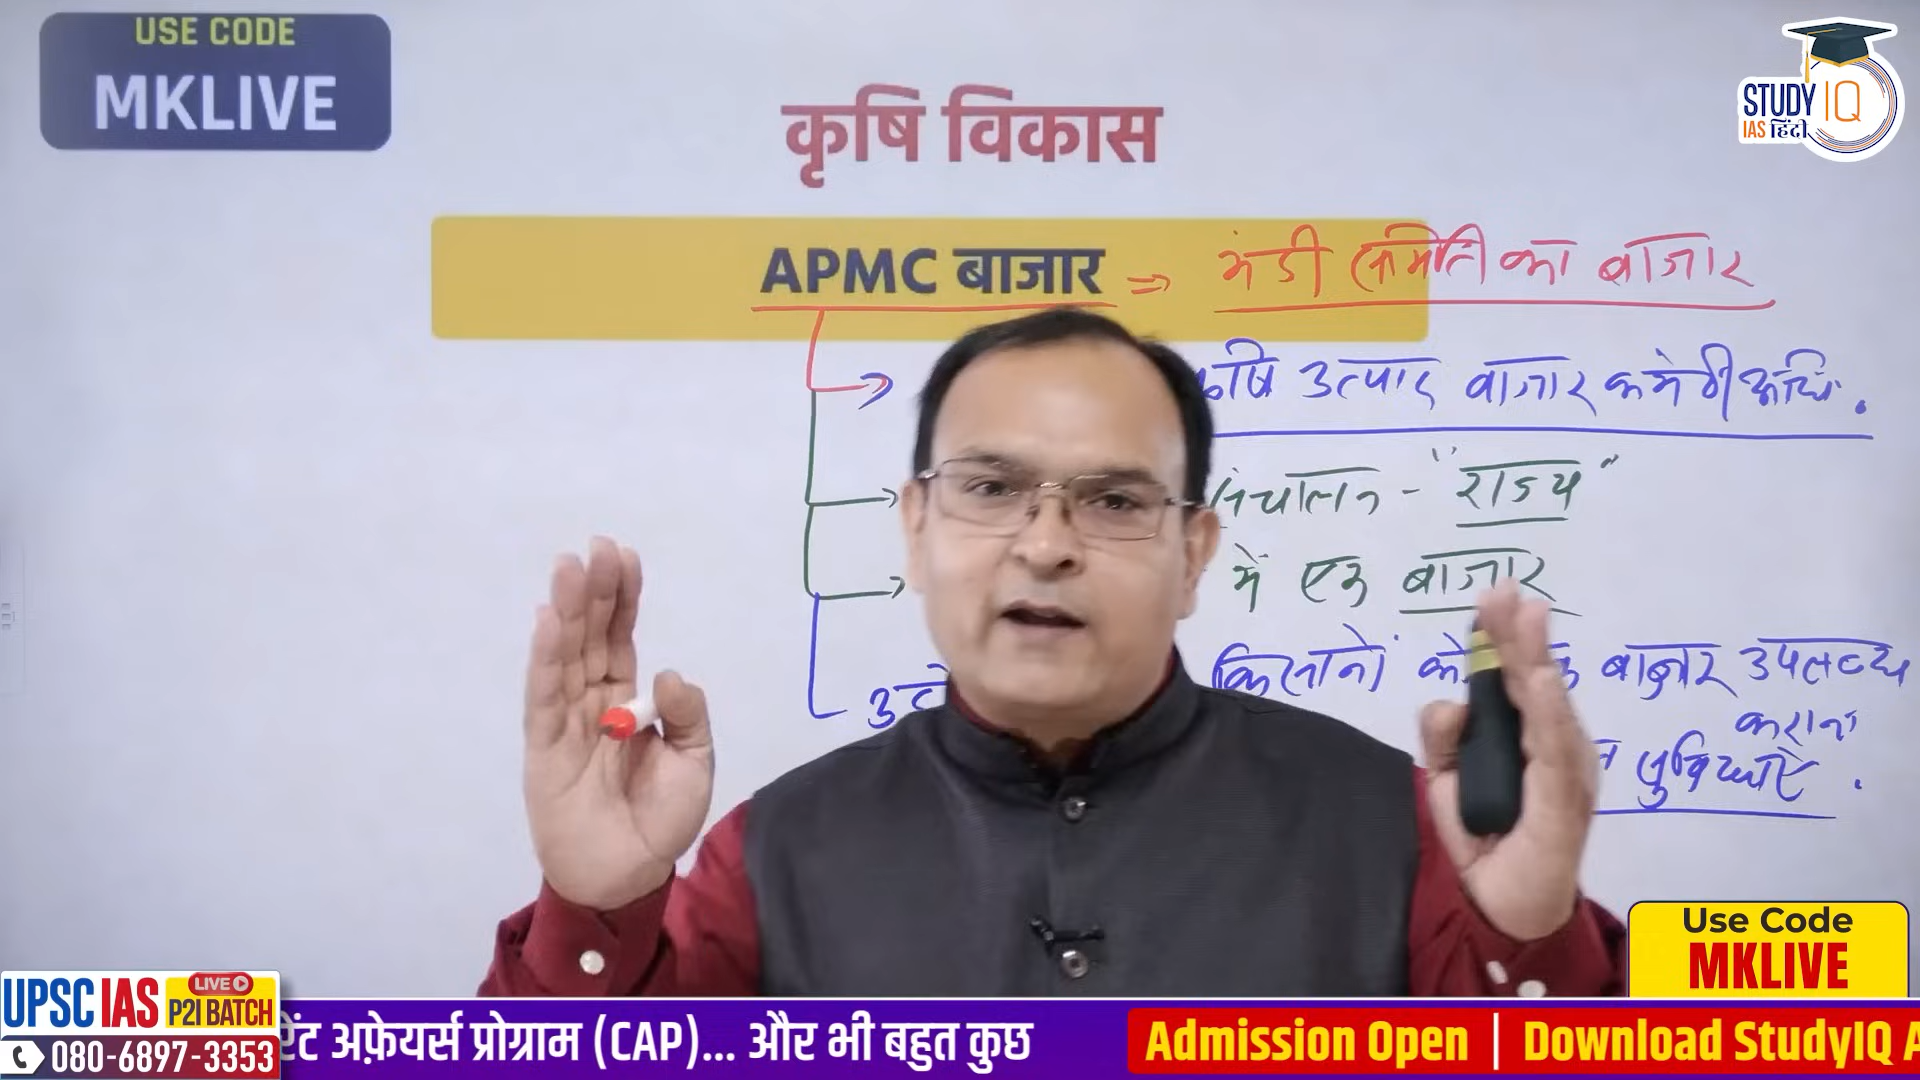 USE CODE
MKLIVE
STUDY IQ
IAS हिंदी
कृषि विकास
APMC बाजार => मंडी समिति का बाजार
कृषि उत्पाद बाजार कमेटी अधि.
संचालन - "राज्य"
में एक बाजार
किसानों को बाजार उपलब्ध
कराना
सुविधाएँ.
Use Code
MKLIVE
UPSC IAS LIVE
P2I BATCH
080-6897-3353
रेंट अफ़ेयर्स प्रोग्राम (CAP)... और भी बहुत कुछ
Admission Open | Download StudyIQ A